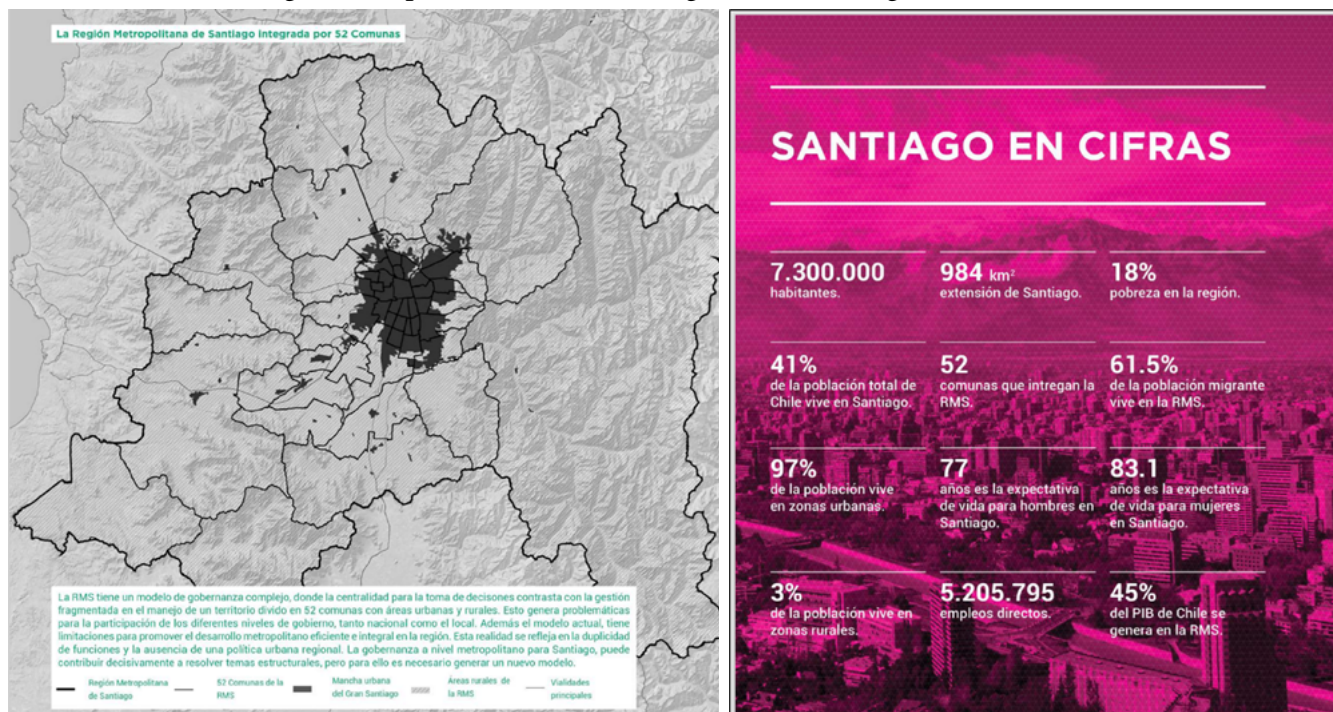 La Región Metropolitana de Santiago integrada por 52 Comunas
La RMS tiene un modelo de gobernanza complejo, donde la centralidad para la toma de decisones contrasta con la gestión
fragmentada en el manejo de un territorio divido en 52 comunas con áreas urbanas y rurales. Esto genera problemáticas
para la participación de los diferentes niveles de gobierno, tanto nacional como el local. Además el modelo actual, tiene
limitaciones para promover el desarrollo metropolitano eficiente e integral en la región. Esta realidad se refleja en la duplicidad
de funciones y la ausencia de una política urbana regional. La gobernanza a nivel metropolitano para Santiago, puede
contribuir decisivamente a resolver temas estructurales, pero para ello es necesario generar un nuevo modelo.
Región Metropolitana
de Santiago
52 Comunas de la
RMS
Mancha urbana
del Gran Santiago
Áreas rurales de
la RMS
Vialidades
principales
SANTIAGO EN CIFRAS
7.300.000
habitantes.
984 km²
extensión de Santiago.
18%
pobreza en la región.
41%
de la población total de
Chile vive en Santiago.
52
comunas que intregan la
RMS.
61.5%
de la población migrante
vive en la RMS.
97%
de la población vive
en zonas urbanas.
77
años es la expectativa
de vida para hombres en
Santiago.
83.1
años es la expectativa
de vida para mujeres
en Santiago.
3%
de la población vive en
zonas rurales.
5.205.795
empleos directos.
45%
del PIB de Chile se
genera en la RMS.